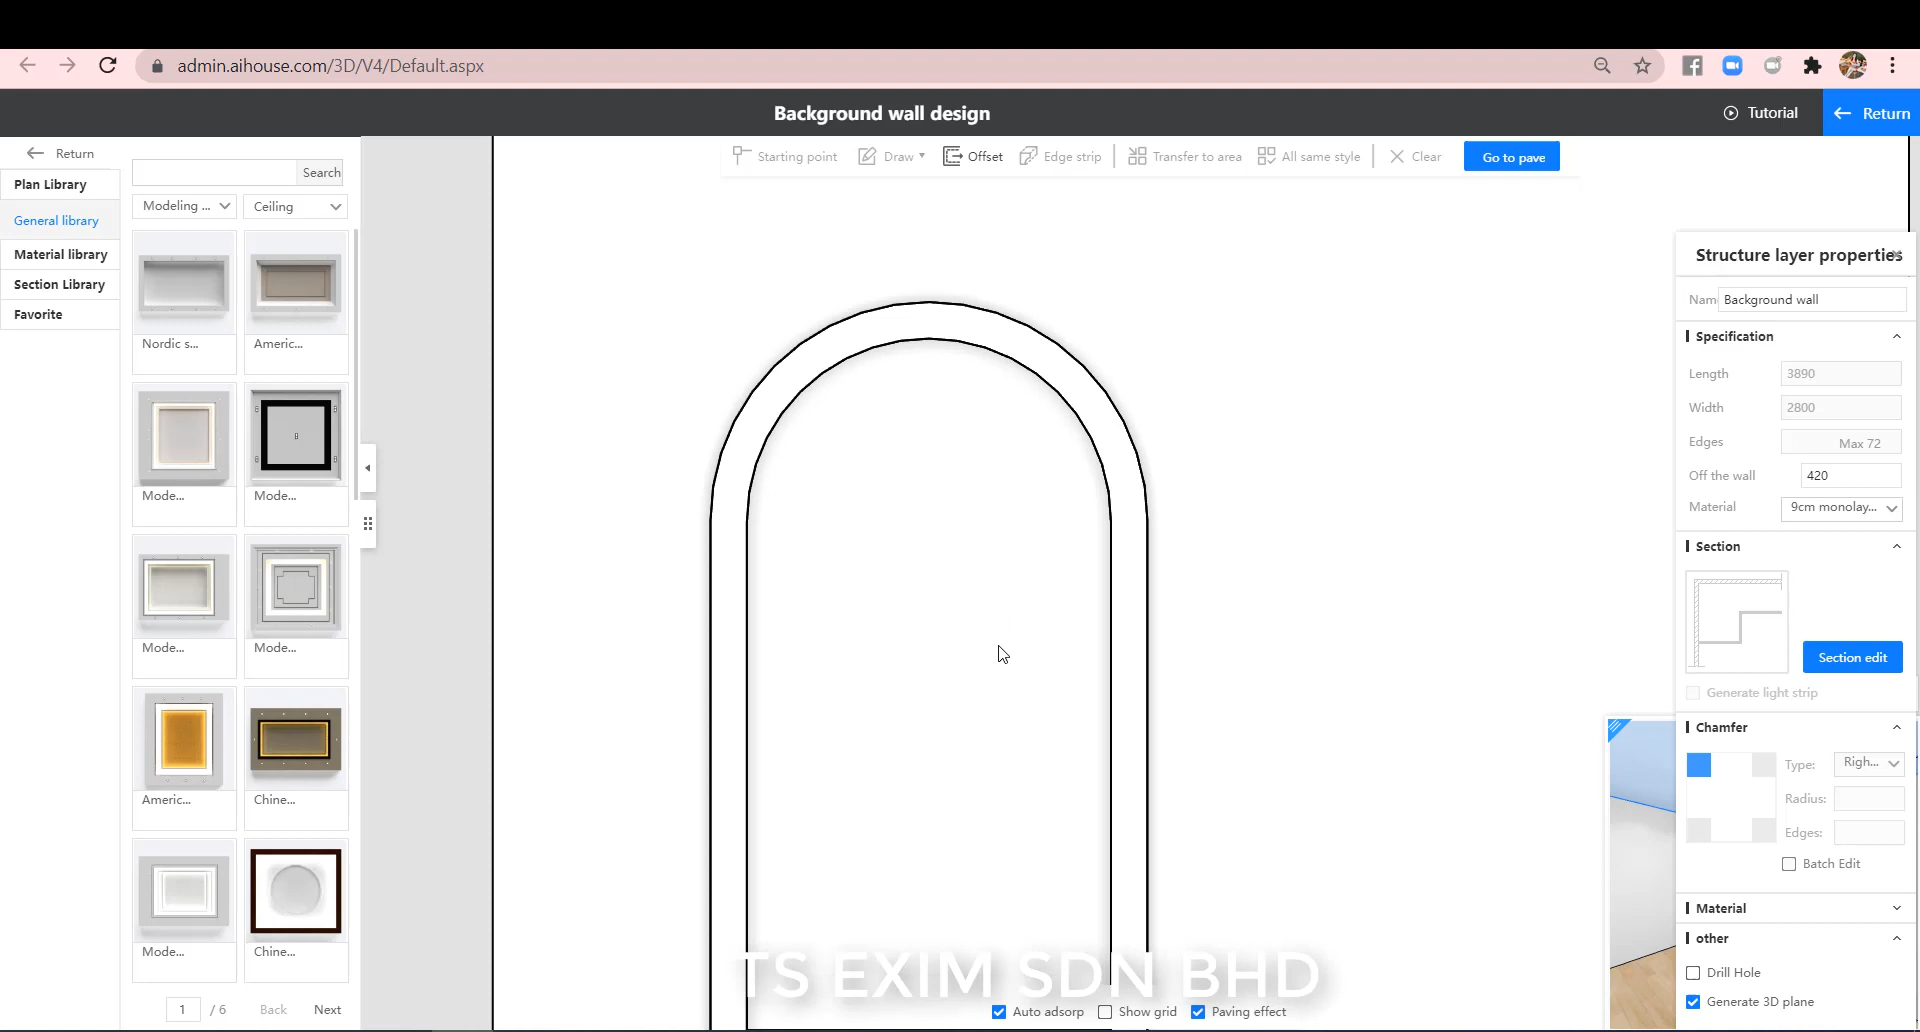 admin.aihouse.com/3D/V4/Default.aspx
Background wall design
Tutorial
Return
Return
Plan Library
General library
Material library
Section Library
Favorite
Search
Modeling ...
Ceiling
Nordic s...
Americ...
Mode...
Mode...
Mode...
Mode...
Americ...
Chine...
Mode...
Chine...
1 / 6 Back Next
Starting point
Draw
Offset
Edge strip
Transfer to area
All same style
Clear
Go to pave
TS EXIM SDN BHD
Auto adsorp
Show grid
Paving effect
Structure layer properties
Nam Background wall
Specification
Length 3890
Width 2800
Edges Max 72
Off the wall 420
Material 9cm monolay...
Section
Section edit
Generate light strip
Chamfer
Type: Righ...
Radius:
Edges:
Batch Edit
Material
other
Drill Hole
Generate 3D plane